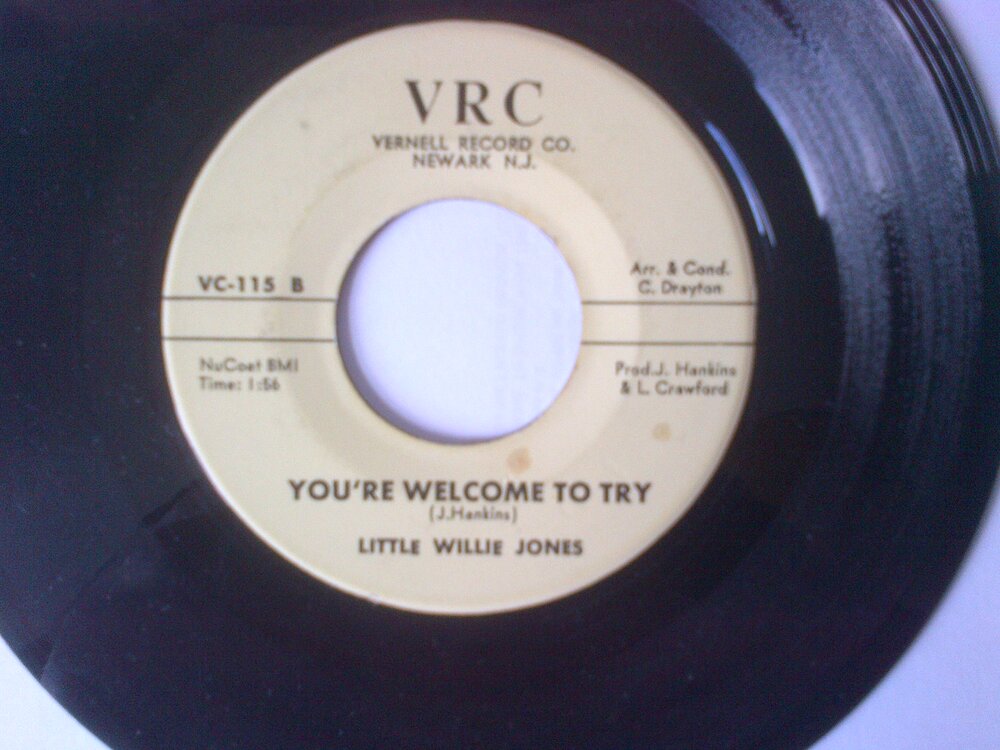 VRC
VERNELL RECORD CO.
NEWARK N.J.
VC-115 B
Arr. & Cond.
C. Drayton
NuCoat BMI
Time: 1:56
Prod. J. Hankins
& L. Crawford
YOU'RE WELCOME TO TRY
(J.Hankins)
LITTLE WILLIE JONES